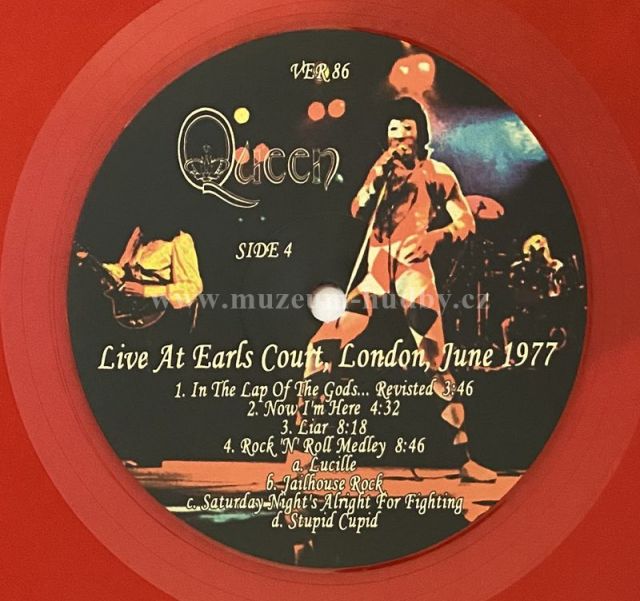 VER 86
Queen
SIDE 4
www.muzeum-hudby.cz
Live At Earls Court, London, June 1977
1. In The Lap Of The Gods... Revisted 3:46
2. Now I'm Here 4:32
3. Liar 8:18
4. Rock 'N' Roll Medley 8:46
a. Lucille
b. Jailhouse Rock
c. Saturday Night's Alright For Fighting
d. Stupid Cupid